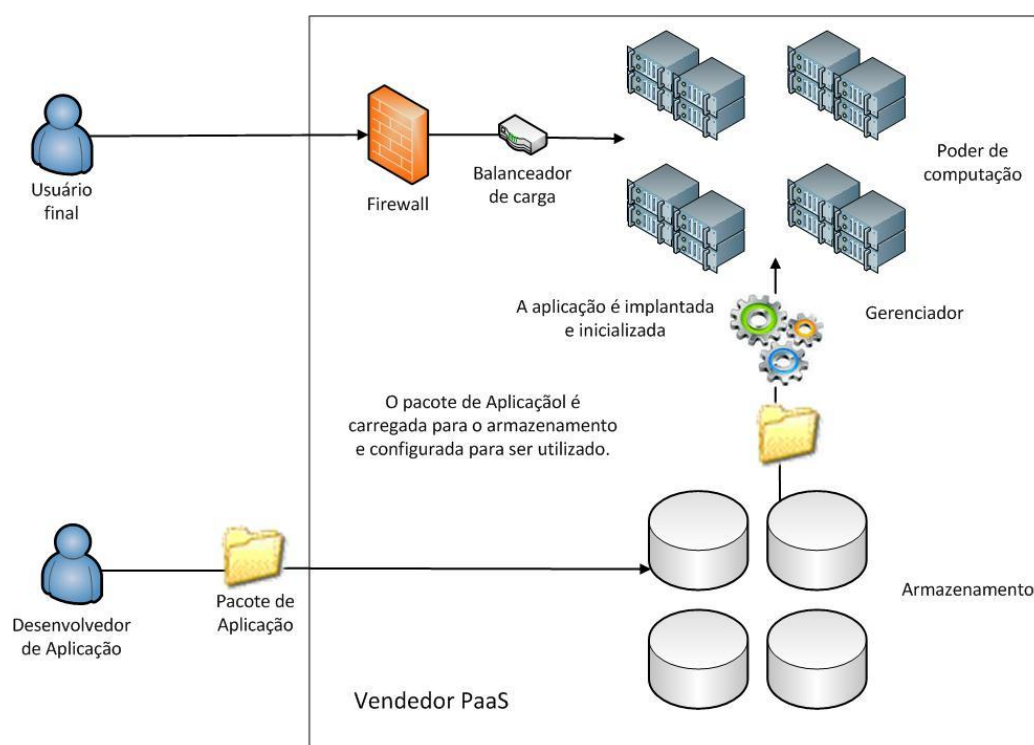 Usuário
final
Firewall
Balanceador
de carga
Poder de
computação
A aplicação é implantada
e inicializada
Gerenciador
O pacote de Aplicaçãol é
carregada para o armazenamento
e configurada para ser utilizado.
Desenvolvedor
de Aplicação
Pacote de
Aplicação
Armazenamento
Vendedor PaaS